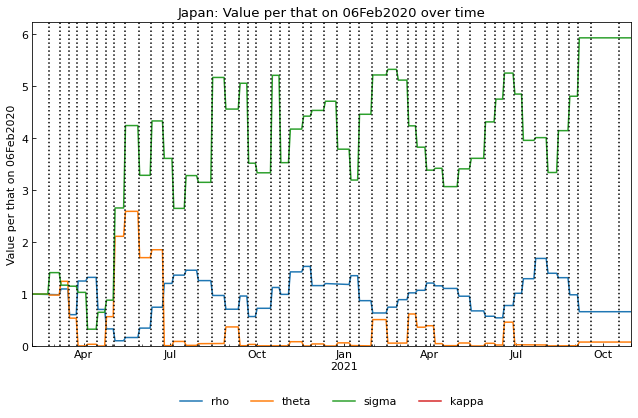 Japan: Value per that on 06Feb2020 over time
Value per that on 06Feb2020
6
5
4
3
2
1
0
Apr Jul Oct Jan Apr Jul Oct
2021
rho theta sigma kappa